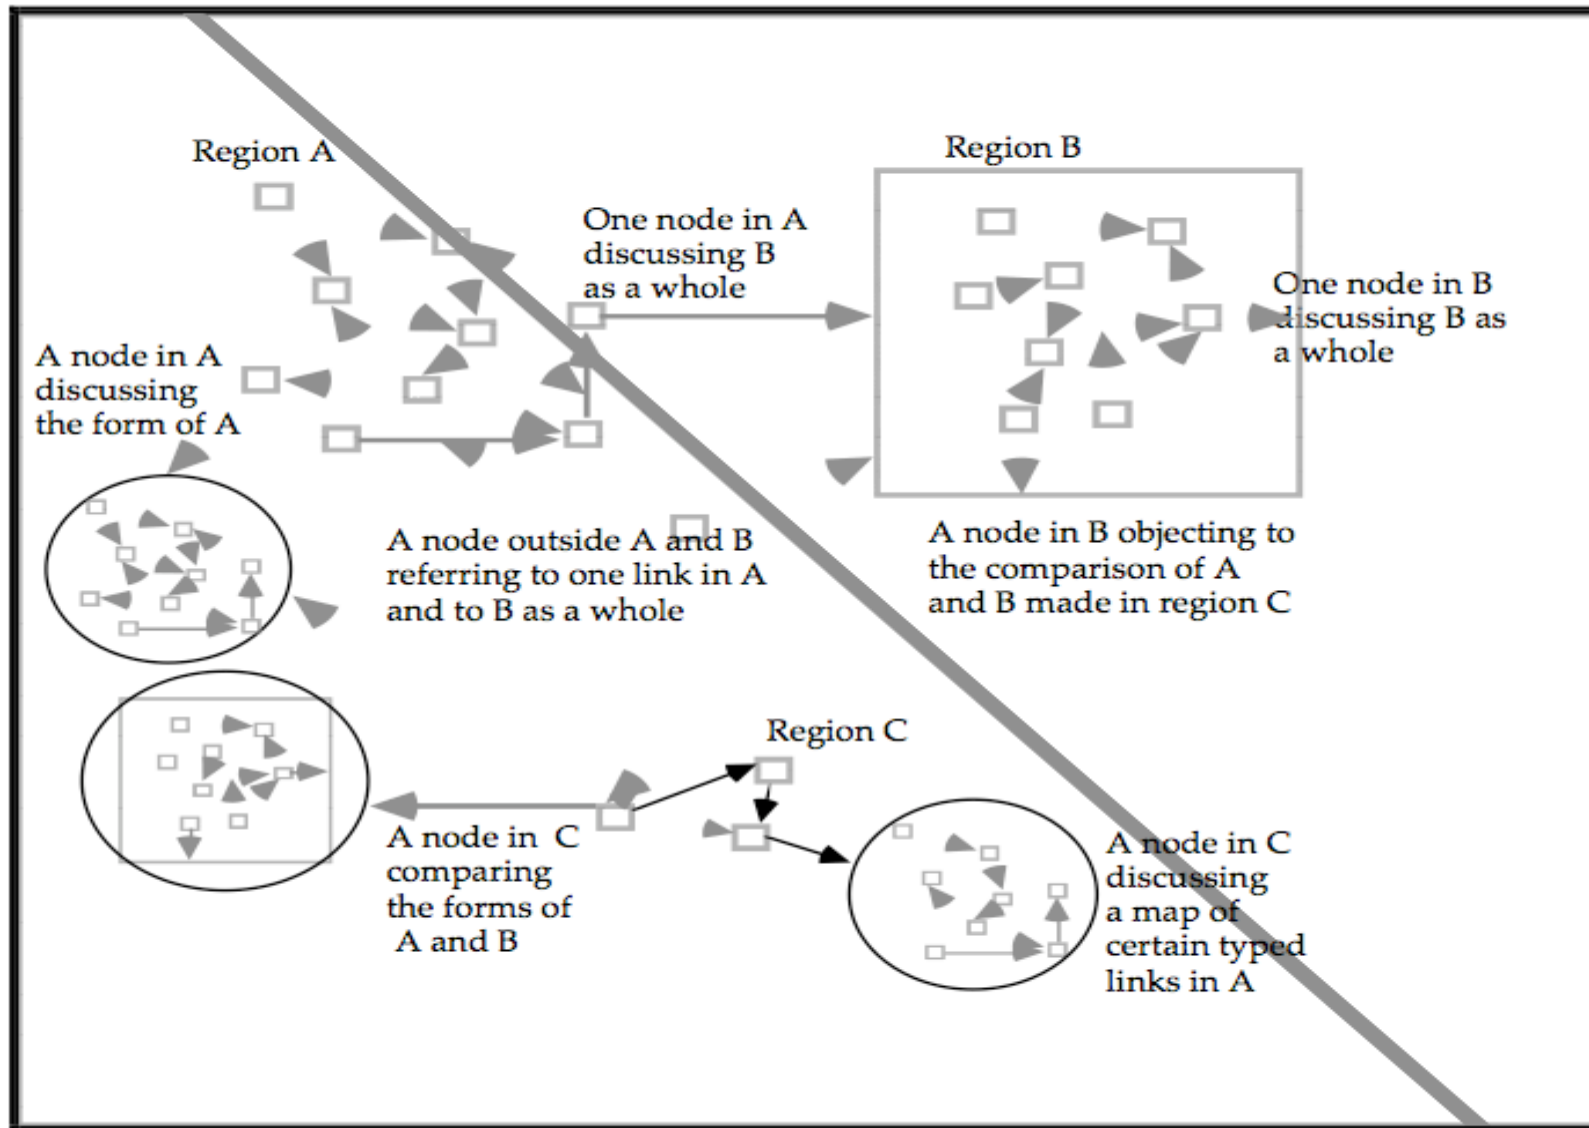 Region A
Region B
One node in A
discussing B
as a whole
One node in B
discussing B as
a whole
A node in A
discussing
the form of A
A node outside A and B
referring to one link in A
and to B as a whole
A node in B objecting to
the comparison of A
and B made in region C
Region C
A node in C
comparing
the forms of
A and B
A node in C
discussing
a map of
certain typed
links in A